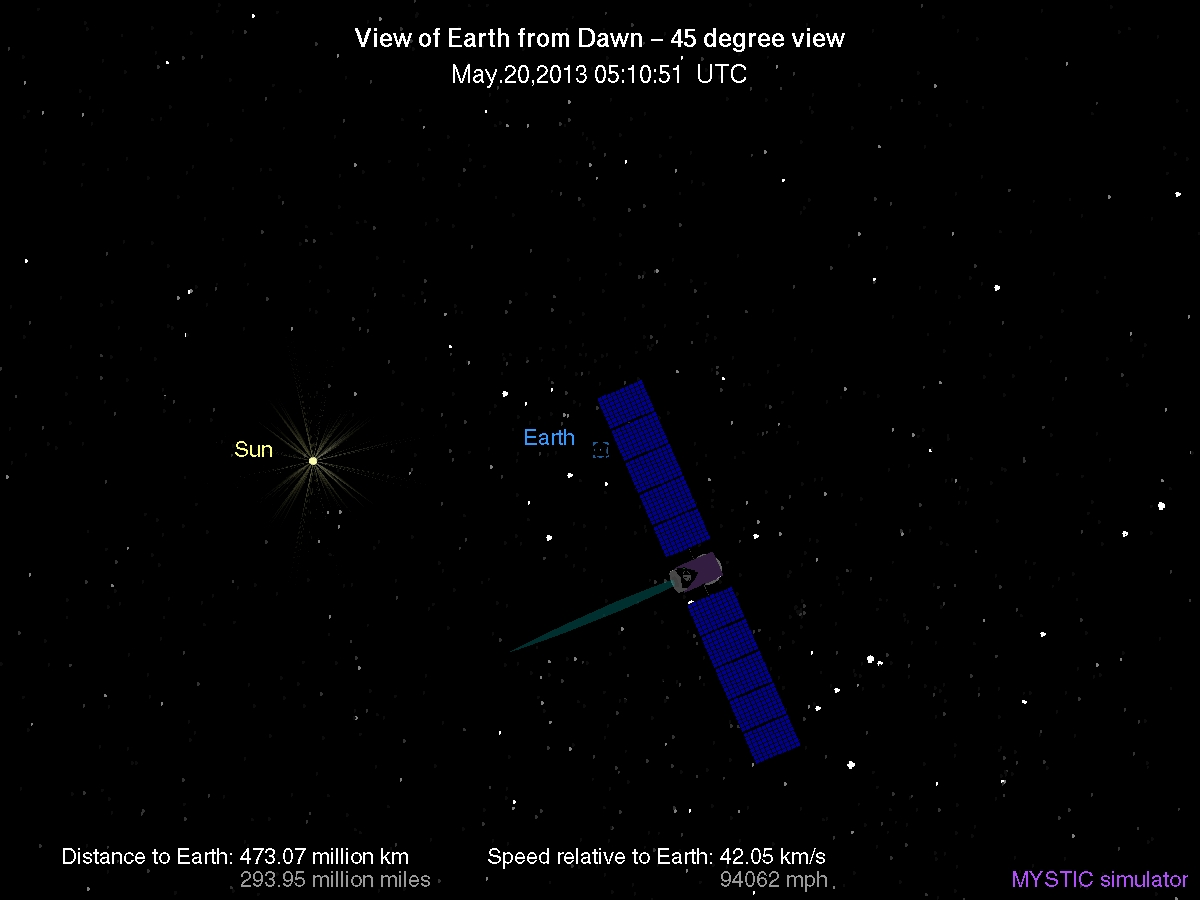 View of Earth from Dawn – 45 degree view
May.20,2013 05:10:51 UTC
Sun
Earth
Distance to Earth: 473.07 million km
293.95 million miles
Speed relative to Earth: 42.05 km/s
94062 mph
MYSTIC simulator